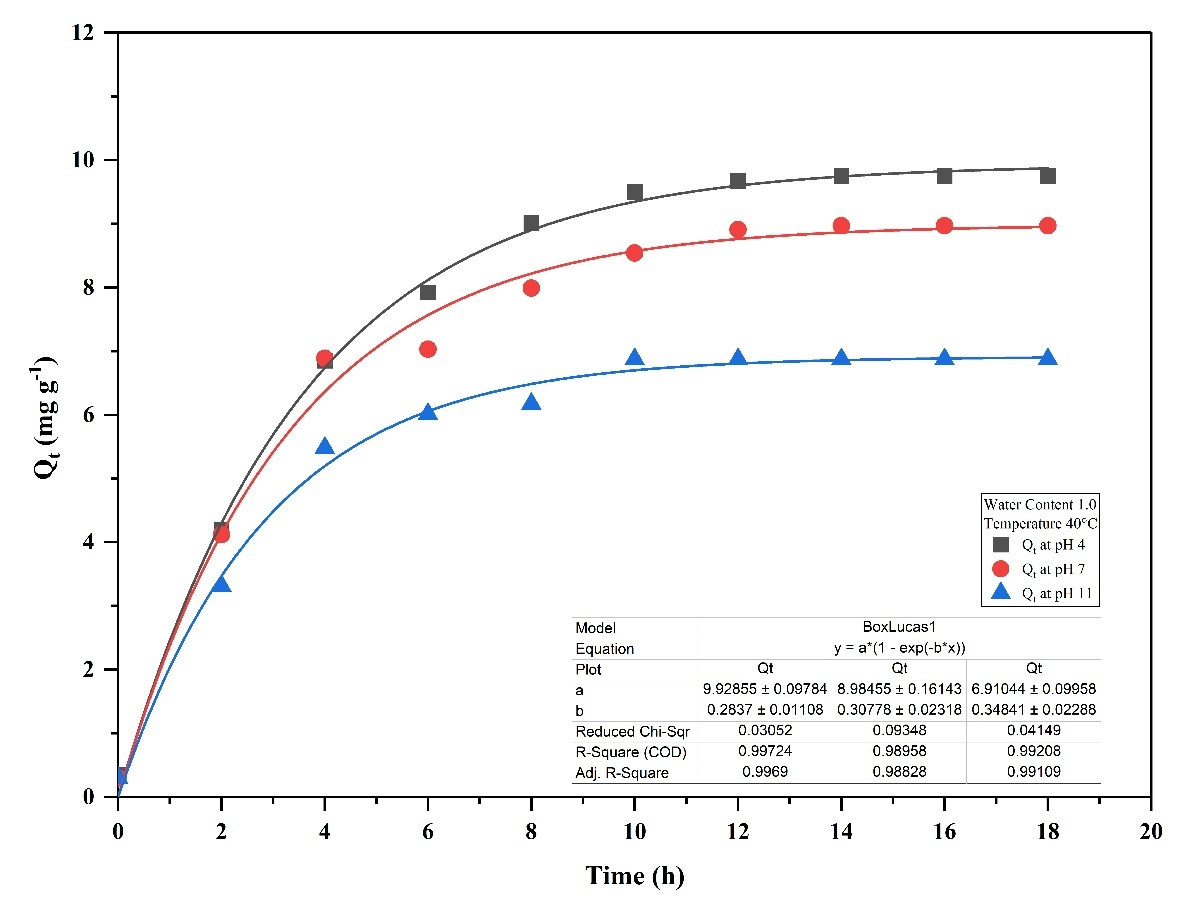 12
10
8
6
4
2
0
Qt (mg g-1)
0 2 4 6 8 10 12 14 16 18 20
Time (h)
Water Content 1.0
Temperature 40°C
Qt at pH 4
Qt at pH 7
Qt at pH 11
Model BoxLucas1
Equation y = a*(1 - exp(-b*x))
Plot Qt Qt Qt
a 9.92855 ± 0.09784 8.98455 ± 0.16143 6.91044 ± 0.09958
b 0.2837 ± 0.01108 0.30778 ± 0.02318 0.34841 ± 0.02288
Reduced Chi-Sqr 0.03052 0.09348 0.04149
R-Square (COD) 0.99724 0.98958 0.99208
Adj. R-Square 0.9969 0.98828 0.99109